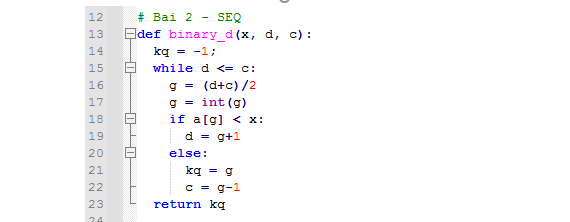 12 # Bai 2 - SEQ
13 def binary_d(x, d, c):
14 kq = -1;
15 while d <= c:
16 g = (d+c)/2
17 g = int(g)
18 if a[g] < x:
19 d = g+1
20 else:
21 kq = g
22 c = g-1
23 return kq